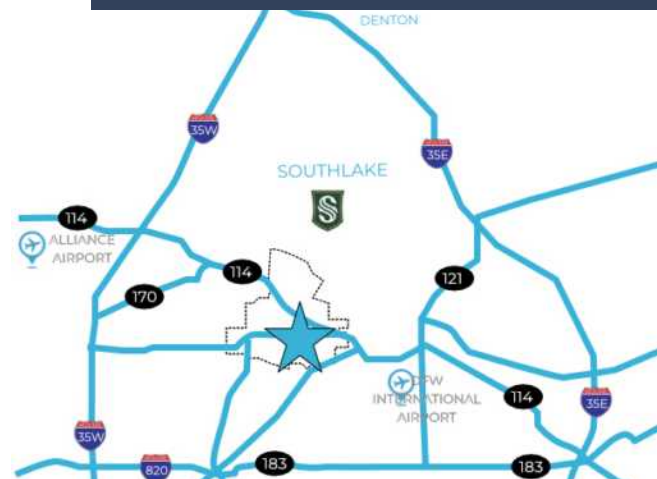 DENTON
35W
35E
SOUTHLAKE
S
114
ALLIANCE
AIRPORT
114
121
170
DFW
INTERNATIONAL
AIRPORT
114
35E
35W
820
183
183